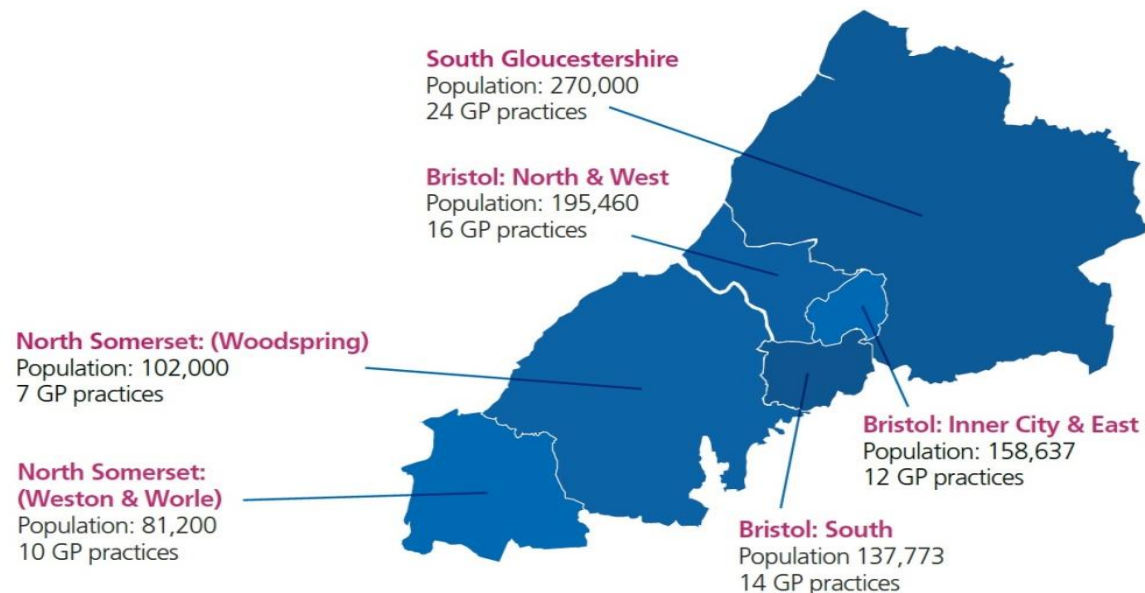 South Gloucestershire
Population: 270,000
24 GP practices
Bristol: North & West
Population: 195,460
16 GP practices
North Somerset: (Woodspring)
Population: 102,000
7 GP practices
North Somerset:
(Weston & Worle)
Population: 81,200
10 GP practices
Bristol: Inner City & East
Population: 158,637
12 GP practices
Bristol: South
Population 137,773
14 GP practices